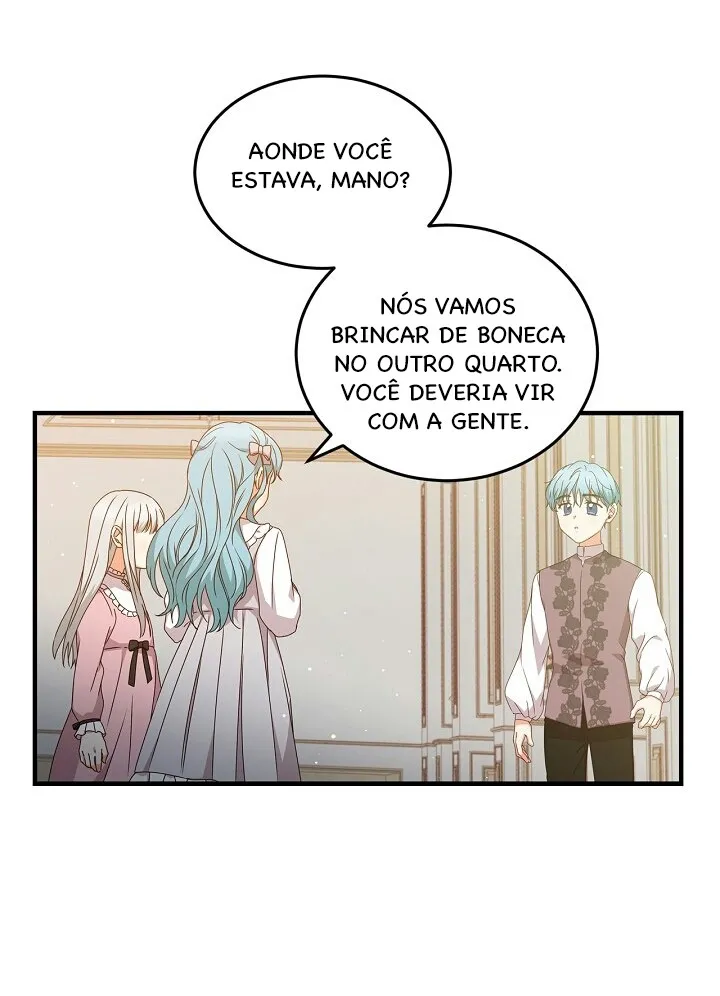 AONDE VOCÊ
ESTAVA, MANO?
NÓS VAMOS
BRINCAR DE BONECA
NO OUTRO QUARTO.
VOCÊ DEVERIA VIR
COM A GENTE.